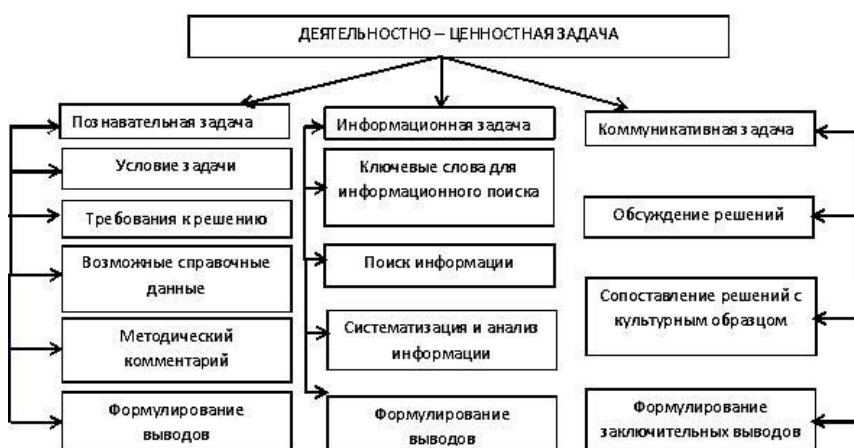 ДЕЯТЕЛЬНОСТНО – ЦЕННОСТНАЯ ЗАДАЧА
Познавательная задача
Условие задачи
Требования к решению
Возможные справочные
данные
Методический
комментарий
Формулирование
выводов
Информационная задача
Ключевые слова для
информационного поиска
Поиск информации
Систематизация и анализ
информации
Формулирование
выводов
Коммуникативная задача
Обсуждение решений
Сопоставление решений с
культурным образцом
Формулирование
заключительных выводов